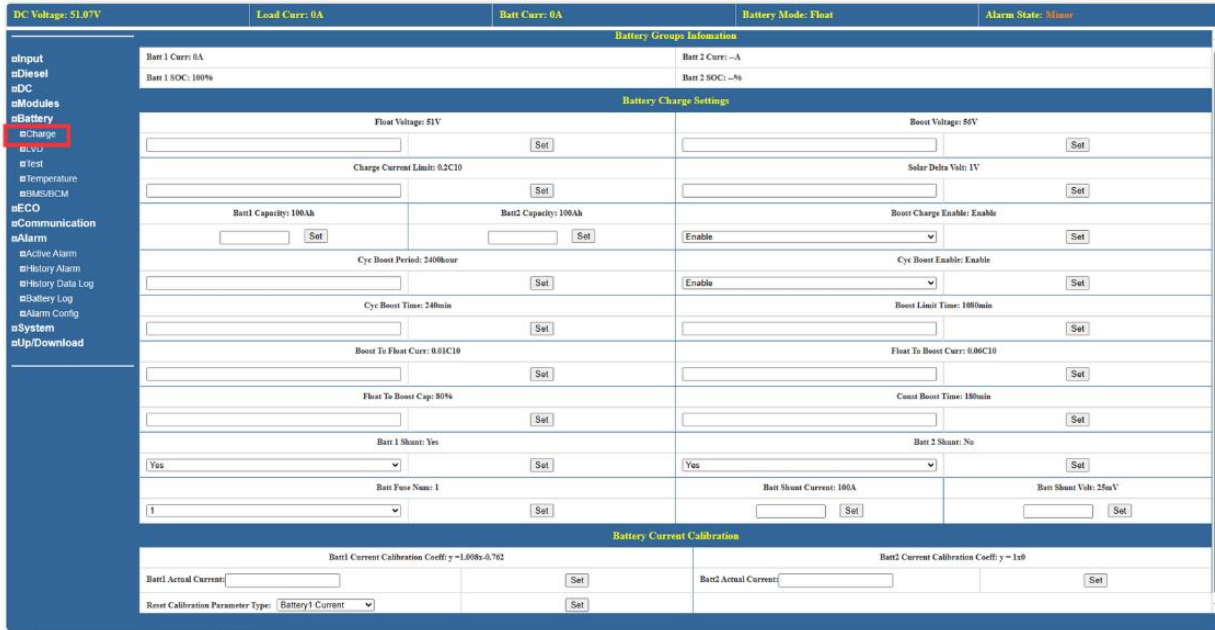 DC Voltage: 51.07V Load Curr: 0A Batt Curr: 0A Battery Mode: Float Alarm State: Minor
Input
Diesel
DC
Modules
Battery
Charge
LVD
Test
Temperature
BMS/BCM
ECO
Communication
Alarm
Active Alarm
History Alarm
History Data Log
Battery Log
Alarm Config
System
Up/Download
Battery Groups Infomation
Batt 1 Curr: 0A Batt 2 Curr: --A
Batt 1 SOC: 100% Batt 2 SOC: --%
Battery Charge Settings
Float Voltage: 51V Boost Voltage: 56V
Set Set
Charge Current Limit: 0.2C10 Solar Delta Volt: 1V
Set Set
Batt1 Capacity: 100Ah Batt2 Capacity: 100Ah Boost Charge Enable: Enable
Set Set Enable Set
Cyc Boost Period: 2400hour Cyc Boost Enable: Enable
Set Enable Set
Cyc Boost Time: 240min Boost Limit Time: 1080min
Set Set
Boost To Float Curr: 0.01C10 Float To Boost Curr: 0.06C10
Set Set
Float To Boost Cap: 80% Const Boost Time: 180min
Set Set
Batt 1 Shunt: Yes Batt 2 Shunt: No
Yes Set Yes Set
Batt Fuse Num: 1 Batt Shunt Current: 100A Batt Shunt Volt: 25mV
1 Set Set Set
Battery Current Calibration
Batt1 Current Calibration Coeff: y =1.008x-0.762 Batt2 Current Calibration Coeff: y = 1x0
Batt1 Actual Current: Set Batt2 Actual Current: Set
Reset Calibration Parameter Type: Battery1 Current Set